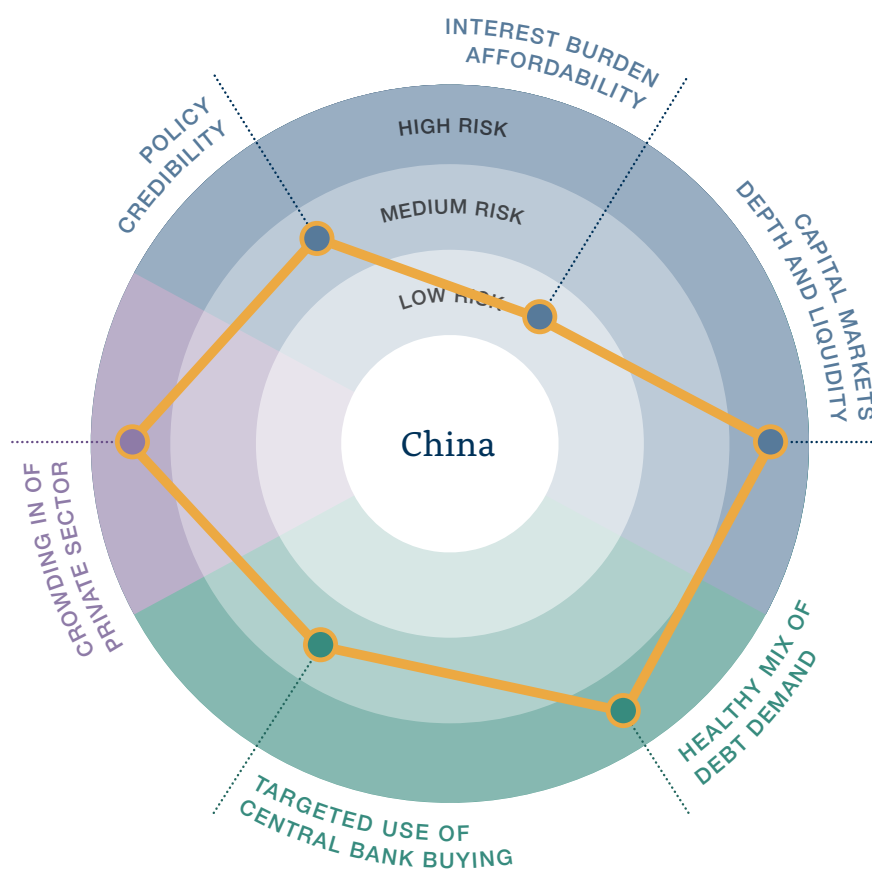 INTEREST BURDEN
AFFORDABILITY
POLICY
CREDIBILITY
HIGH RISK
MEDIUM RISK
LOW RISK
CAPITAL MARKETS
DEPTH AND LIQUIDITY
China
CROWDING IN OF
PRIVATE SECTOR
HEALTHY MIX OF
DEBT DEMAND
TARGETED USE OF
CENTRAL BANK BUYING